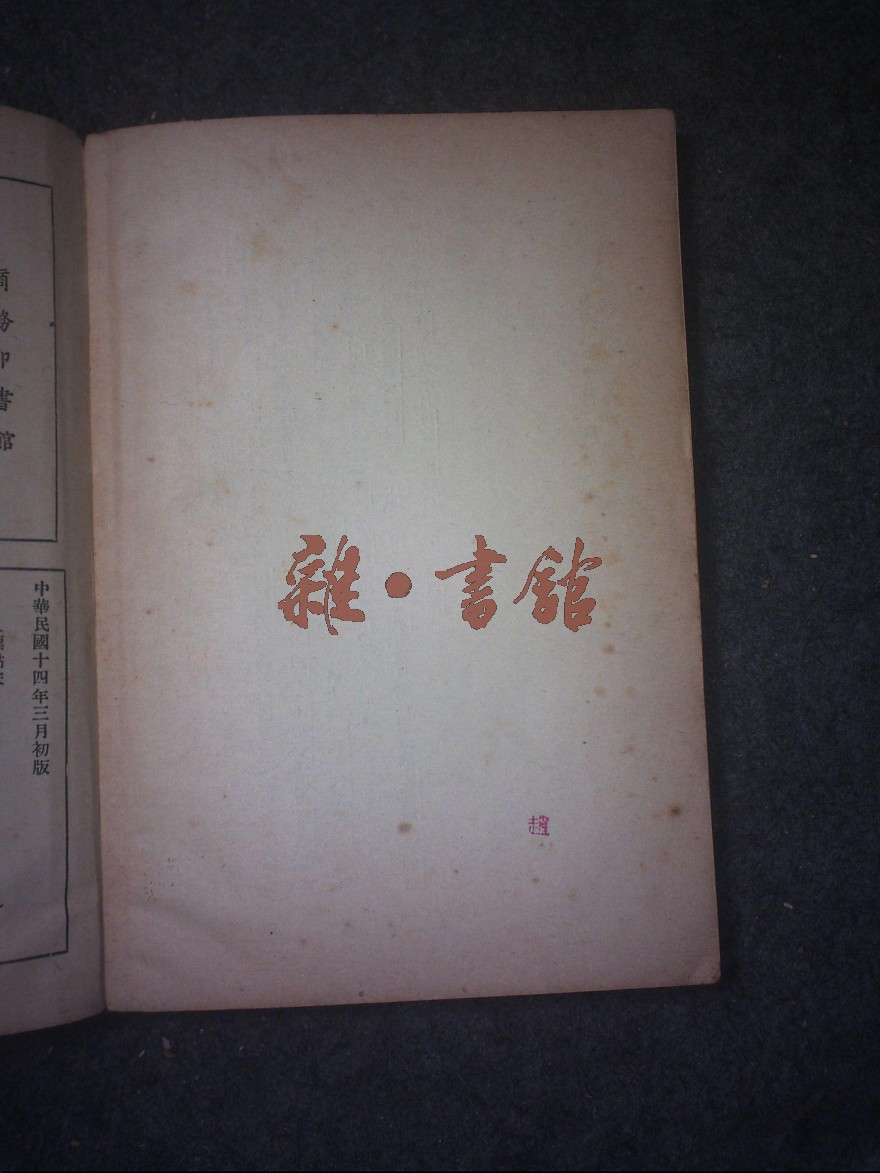 商務印書館
中華民國十四年三月初版
雜·書館
趙